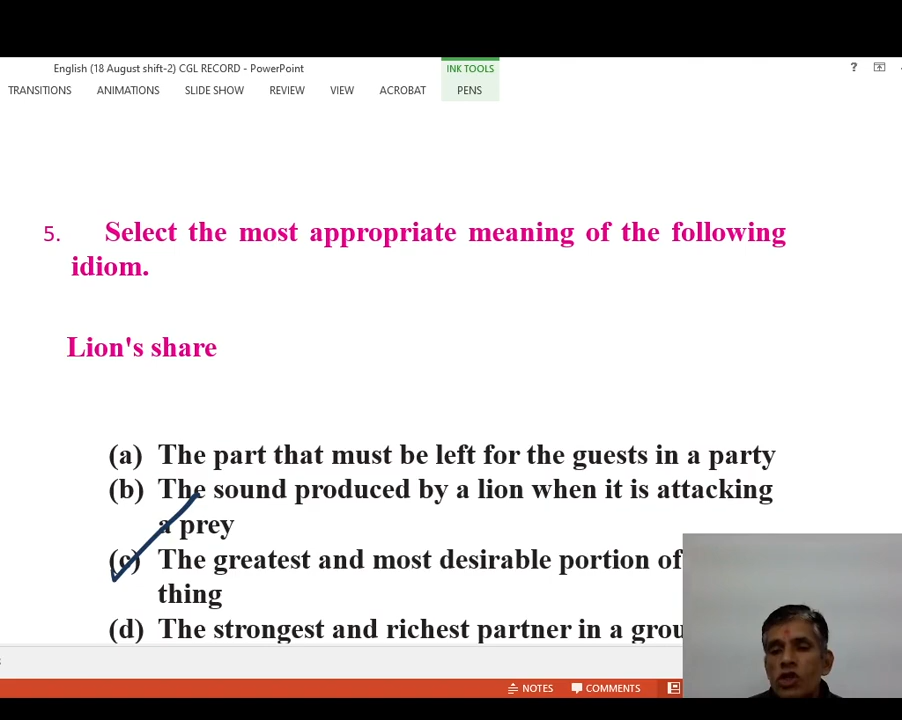 English (18 August shift-2) CGL RECORD - PowerPoint
INK TOOLS
?
TRANSITIONS ANIMATIONS SLIDE SHOW REVIEW VIEW ACROBAT PENS
5. Select the most appropriate meaning of the following
idiom.
Lion's share
(a) The part that must be left for the guests in a party
(b) The sound produced by a lion when it is attacking
a prey
(c) The greatest and most desirable portion of
thing
(d) The strongest and richest partner in a
NOTES COMMENTS